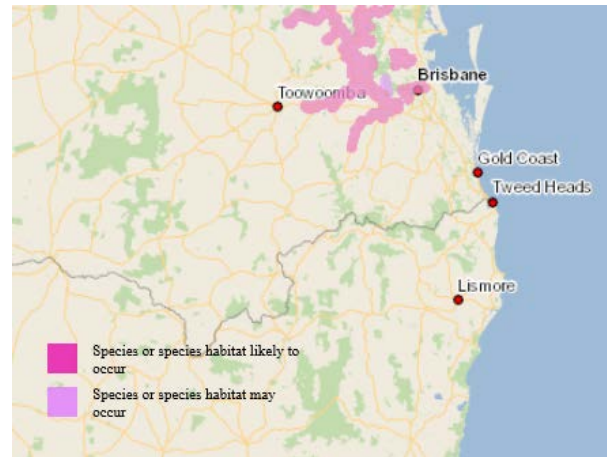 Brisbane
Toowoomba
Gold Coast
Tweed Heads
Lismore
Species or species habitat likely to
occur
Species or species habitat may
occur